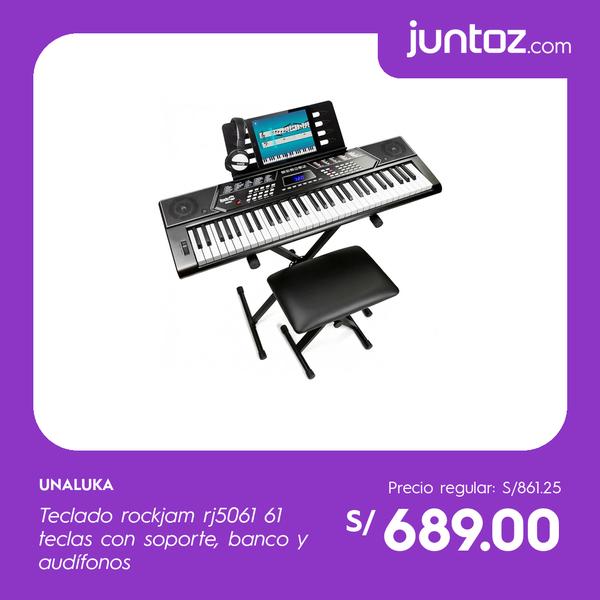 juntoz.com
UNALUKA
Teclado rockjam rj5061 61
teclas con soporte, banco y
audífonos
Precio regular: S/861.25
S/ 689.00